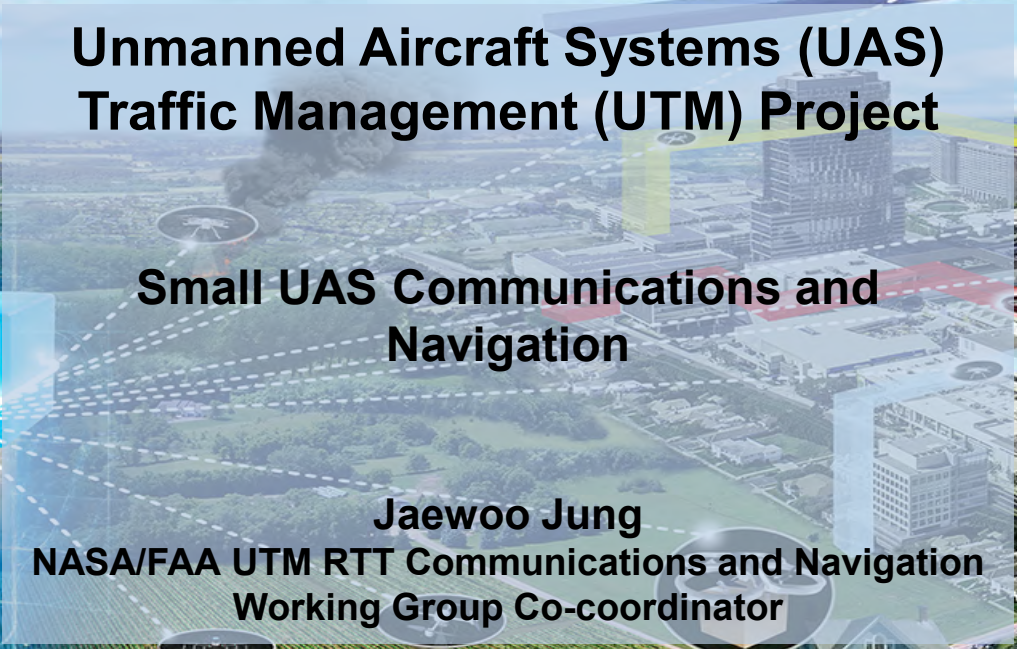 Unmanned Aircraft Systems (UAS)
Traffic Management (UTM) Project
Small UAS Communications and
Navigation
Jaewoo Jung
NASA/FAA UTM RTT Communications and Navigation
Working Group Co-coordinator